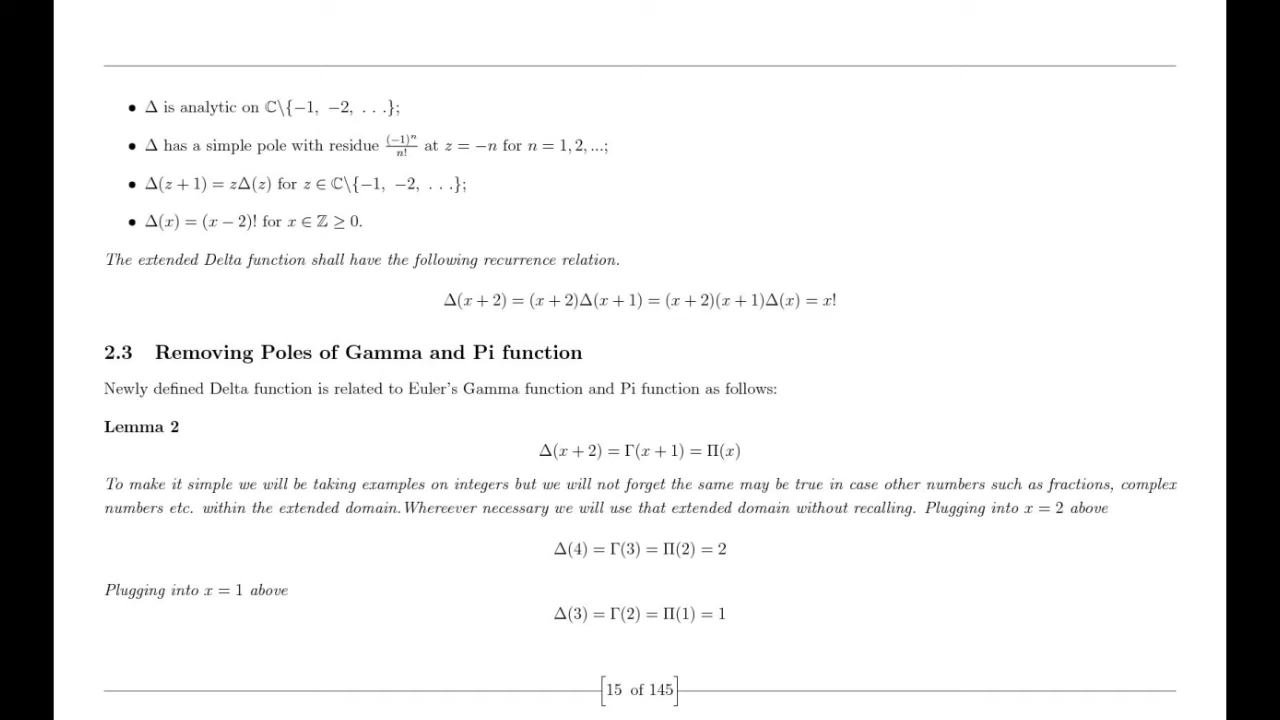 • Δ is analytic on ℂ\{−1, −2, . . .};
• Δ has a simple pole with residue (−1)ⁿ/n! at z = −n for n = 1, 2, ...;
• Δ(z + 1) = zΔ(z) for z ∈ ℂ\{−1, −2, . . .};
• Δ(x) = (x − 2)! for x ∈ ℤ ≥ 0.
The extended Delta function shall have the following recurrence relation.
Δ(x + 2) = (x + 2)Δ(x + 1) = (x + 2)(x + 1)Δ(x) = x!
2.3 Removing Poles of Gamma and Pi function
Newly defined Delta function is related to Euler's Gamma function and Pi function as follows:
Lemma 2
Δ(x + 2) = Γ(x + 1) = Π(x)
To make it simple we will be taking examples on integers but we will not forget the same may be true in case other numbers such as fractions, complex
numbers etc. within the extended domain.Whereever necessary we will use that extended domain without recalling. Plugging into x = 2 above
Δ(4) = Γ(3) = Π(2) = 2
Plugging into x = 1 above
Δ(3) = Γ(2) = Π(1) = 1
[15 of 145]